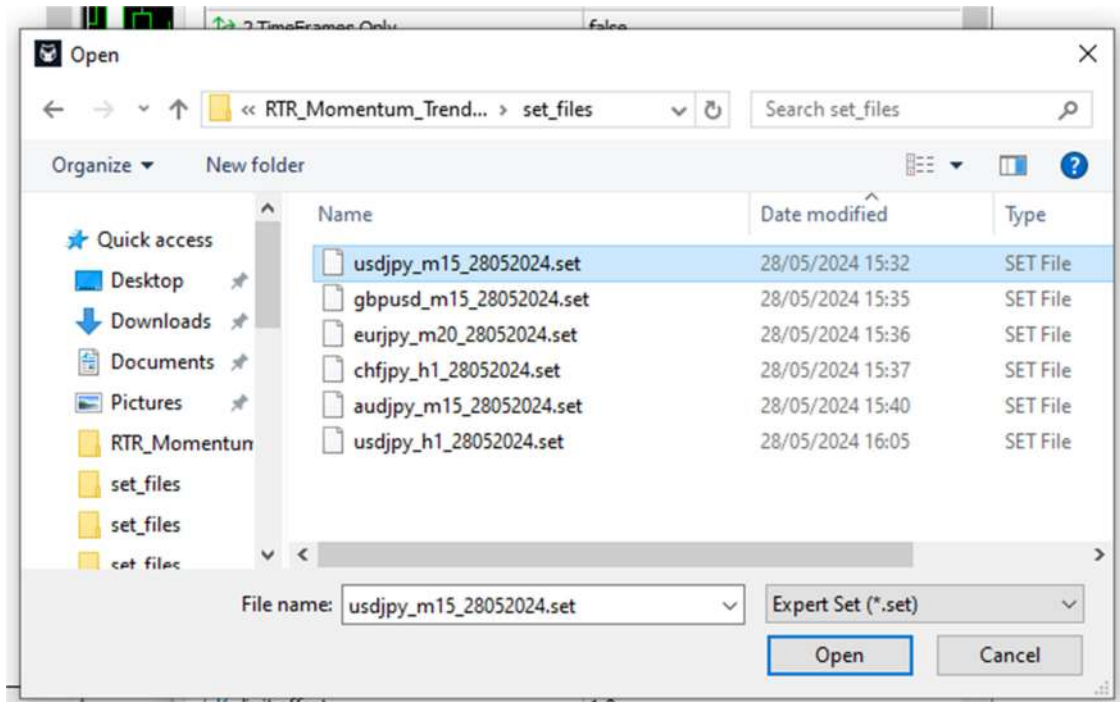 2 TimeFrames Only false
Open
« RTR_Momentum_Trend... > set_files
Search set_files
Organize New folder
Name Date modified Type
Quick access
Desktop
Downloads
Documents
Pictures
RTR_Momentum
set_files
set_files
set_files
usdjpy_m15_28052024.set 28/05/2024 15:32 SET File
gbpusd_m15_28052024.set 28/05/2024 15:35 SET File
eurjpy_m20_28052024.set 28/05/2024 15:36 SET File
chfjpy_h1_28052024.set 28/05/2024 15:37 SET File
audjpy_m15_28052024.set 28/05/2024 15:40 SET File
usdjpy_h1_28052024.set 28/05/2024 16:05 SET File
File name: usdjpy_m15_28052024.set Expert Set (*.set)
Open Cancel